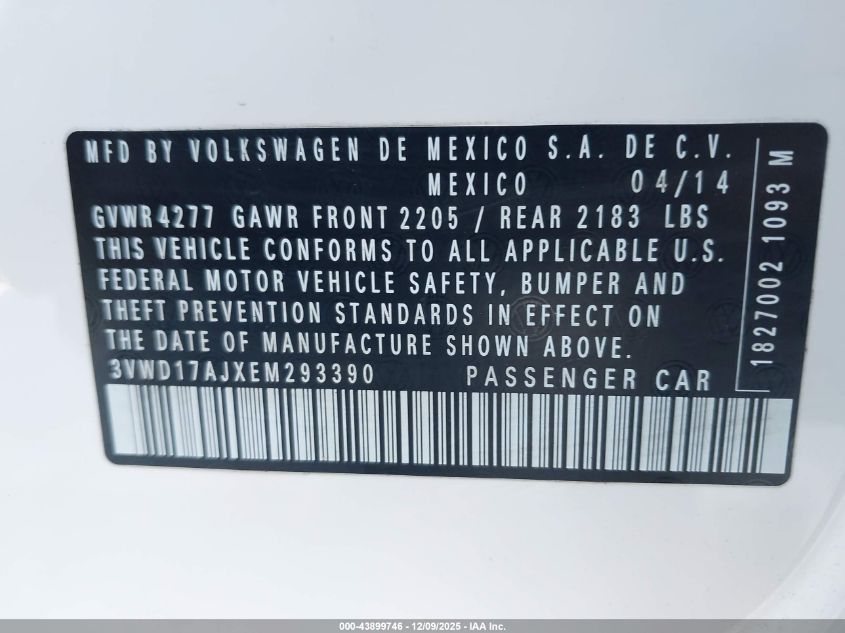 MFD BY VOLKSWAGEN DE MEXICO S.A. DE C.V.
MEXICO 04/14
GVWR 4277 GAWR FRONT 2205 / REAR 2183 LBS
THIS VEHICLE CONFORMS TO ALL APPLICABLE U.S.
FEDERAL MOTOR VEHICLE SAFETY, BUMPER AND
THEFT PREVENTION STANDARDS IN EFFECT ON
THE DATE OF MANUFACTURE SHOWN ABOVE.
3VWD17AJXEM293390 PASSENGER CAR
1827002 1093 M
000-43899746 - 12/09/2025 - IAA Inc.